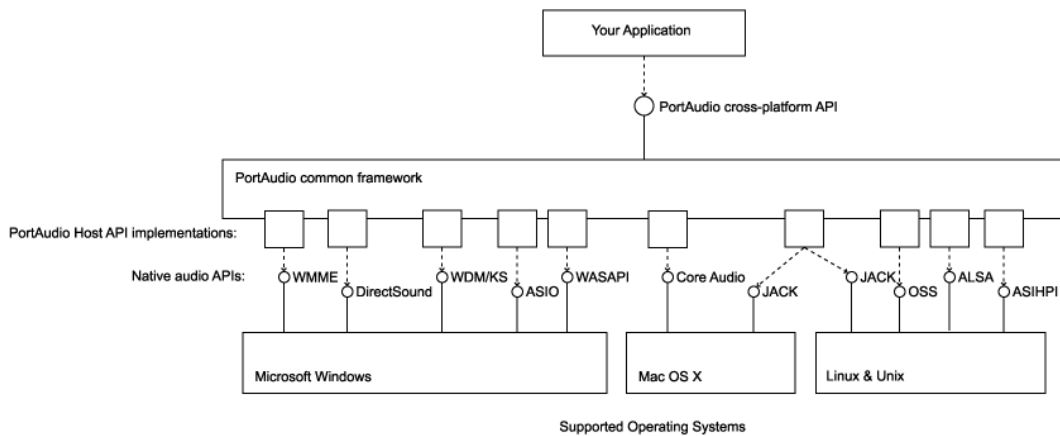 Your Application
PortAudio cross-platform API
PortAudio common framework
PortAudio Host API implementations:
Native audio APIs:
WMME
DirectSound
WDM/KS
ASIO
WASAPI
Core Audio
JACK
JACK
OSS
ALSA
ASIHPI
Microsoft Windows
Mac OS X
Linux & Unix
Supported Operating Systems